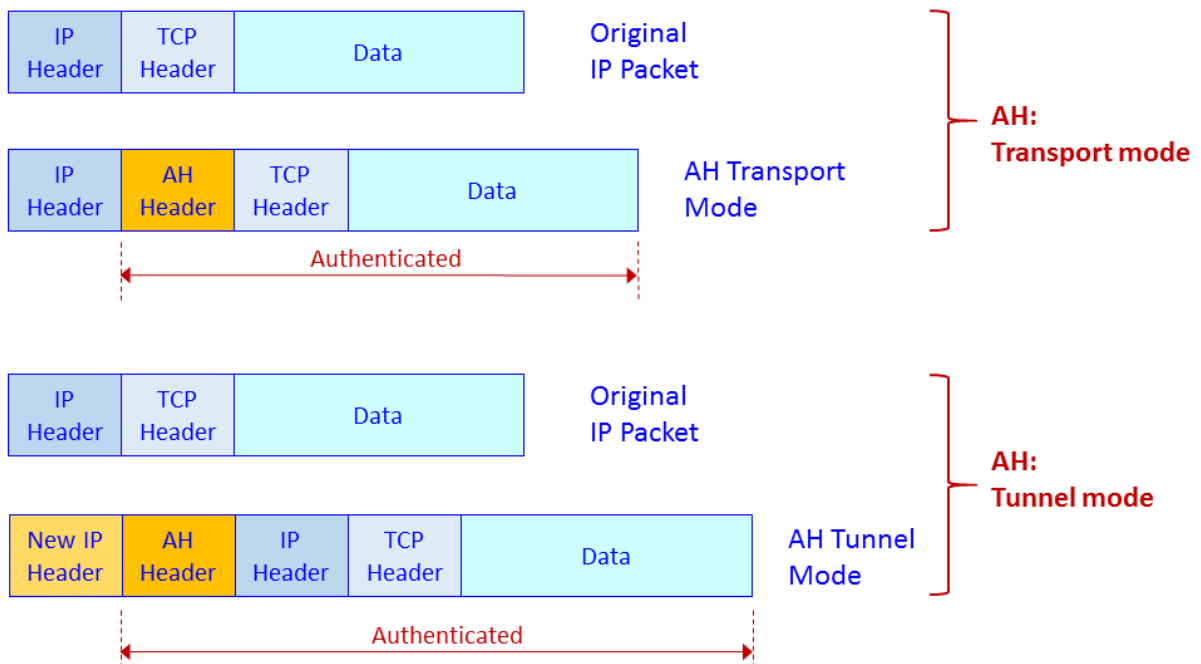 IP
Header
TCP
Header
Data
Original
IP Packet
AH:
Transport mode
IP
Header
AH
Header
TCP
Header
Data
AH Transport
Mode
Authenticated
IP
Header
TCP
Header
Data
Original
IP Packet
AH:
Tunnel mode
New IP
Header
AH
Header
IP
Header
TCP
Header
Data
AH Tunnel
Mode
Authenticated